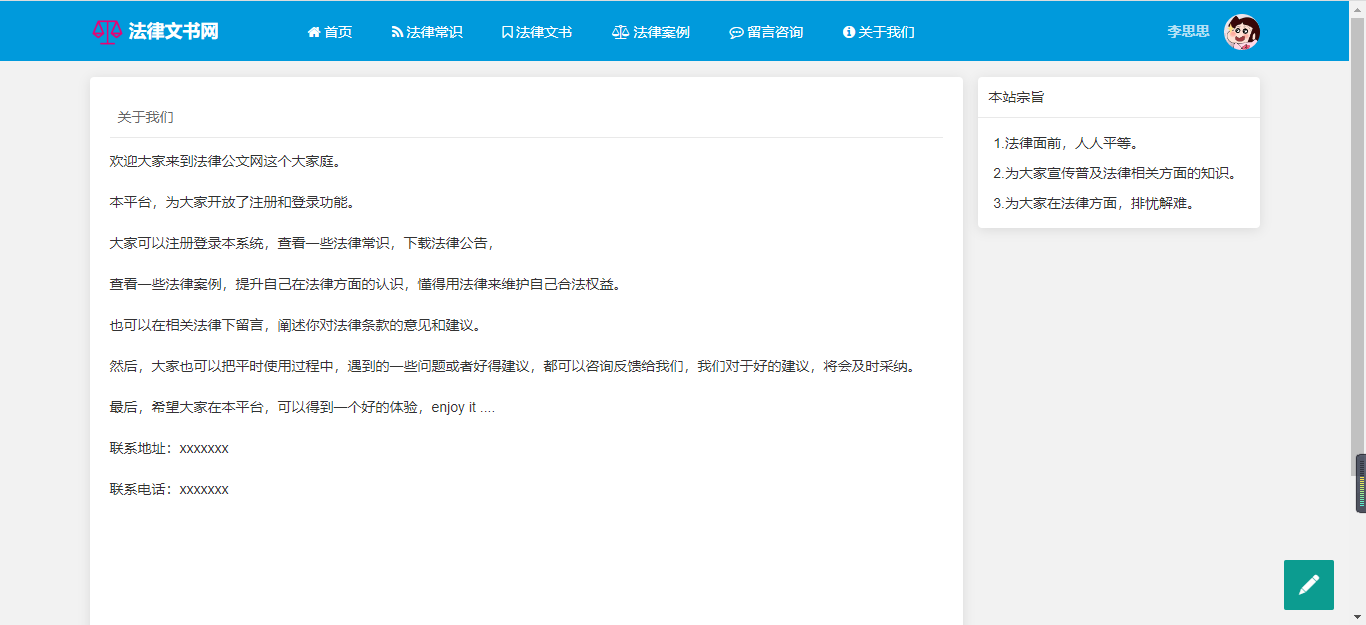 法律文书网
首页
法律常识
法律文书
法律案例
留言咨询
关于我们
李思思
关于我们
欢迎大家来到法律公文网这个大家庭。
本平台，为大家开放了注册和登录功能。
大家可以注册登录本系统，查看一些法律常识，下载法律公告，
查看一些法律案例，提升自己在法律方面的认识，懂得用法律来维护自己合法权益。
也可以在相关法律下留言，阐述你对法律条款的意见和建议。
然后，大家也可以把平时使用过程中，遇到的一些问题或者好得建议，都可以咨询反馈给我们，我们对于好的建议，将会及时采纳。
最后，希望大家在本平台，可以得到一个好的体验，enjoy it ....
联系地址：xxxxxxx
联系电话：xxxxxxx
本站宗旨
1.法律面前，人人平等。
2.为大家宣传普及法律相关方面的知识。
3.为大家在法律方面，排忧解难。